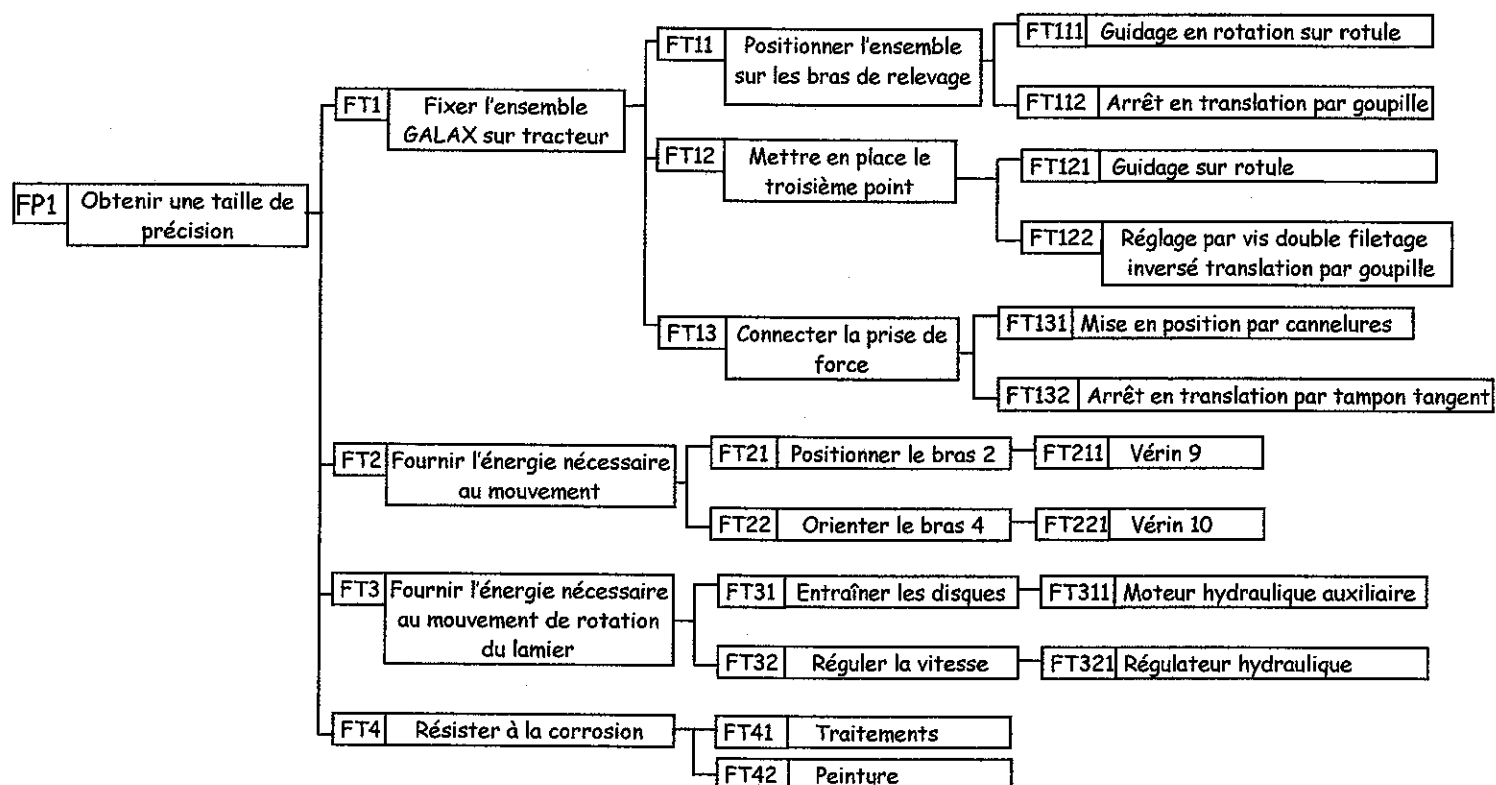 FP1 Obtenir une taille de
précision
FT1 Fixer l'ensemble
GALAX sur tracteur
FT11 Positionner l'ensemble
sur les bras de relevage
FT111 Guidage en rotation sur rotule
FT112 Arrêt en translation par goupille
FT12 Mettre en place le
troisième point
FT121 Guidage sur rotule
FT122 Réglage par vis double filetage
inversé translation par goupille
FT13 Connecter la prise de
force
FT131 Mise en position par cannelures
FT132 Arrêt en translation par tampon tangent
FT2 Fournir l'énergie nécessaire
au mouvement
FT21 Positionner le bras 2
FT211 Vérin 9
FT22 Orienter le bras 4
FT221 Vérin 10
FT3 Fournir l'énergie nécessaire
au mouvement de rotation
du lamier
FT31 Entraîner les disques
FT311 Moteur hydraulique auxiliaire
FT32 Réguler la vitesse
FT321 Régulateur hydraulique
FT4 Résister à la corrosion
FT41 Traitements
FT42 Peinture